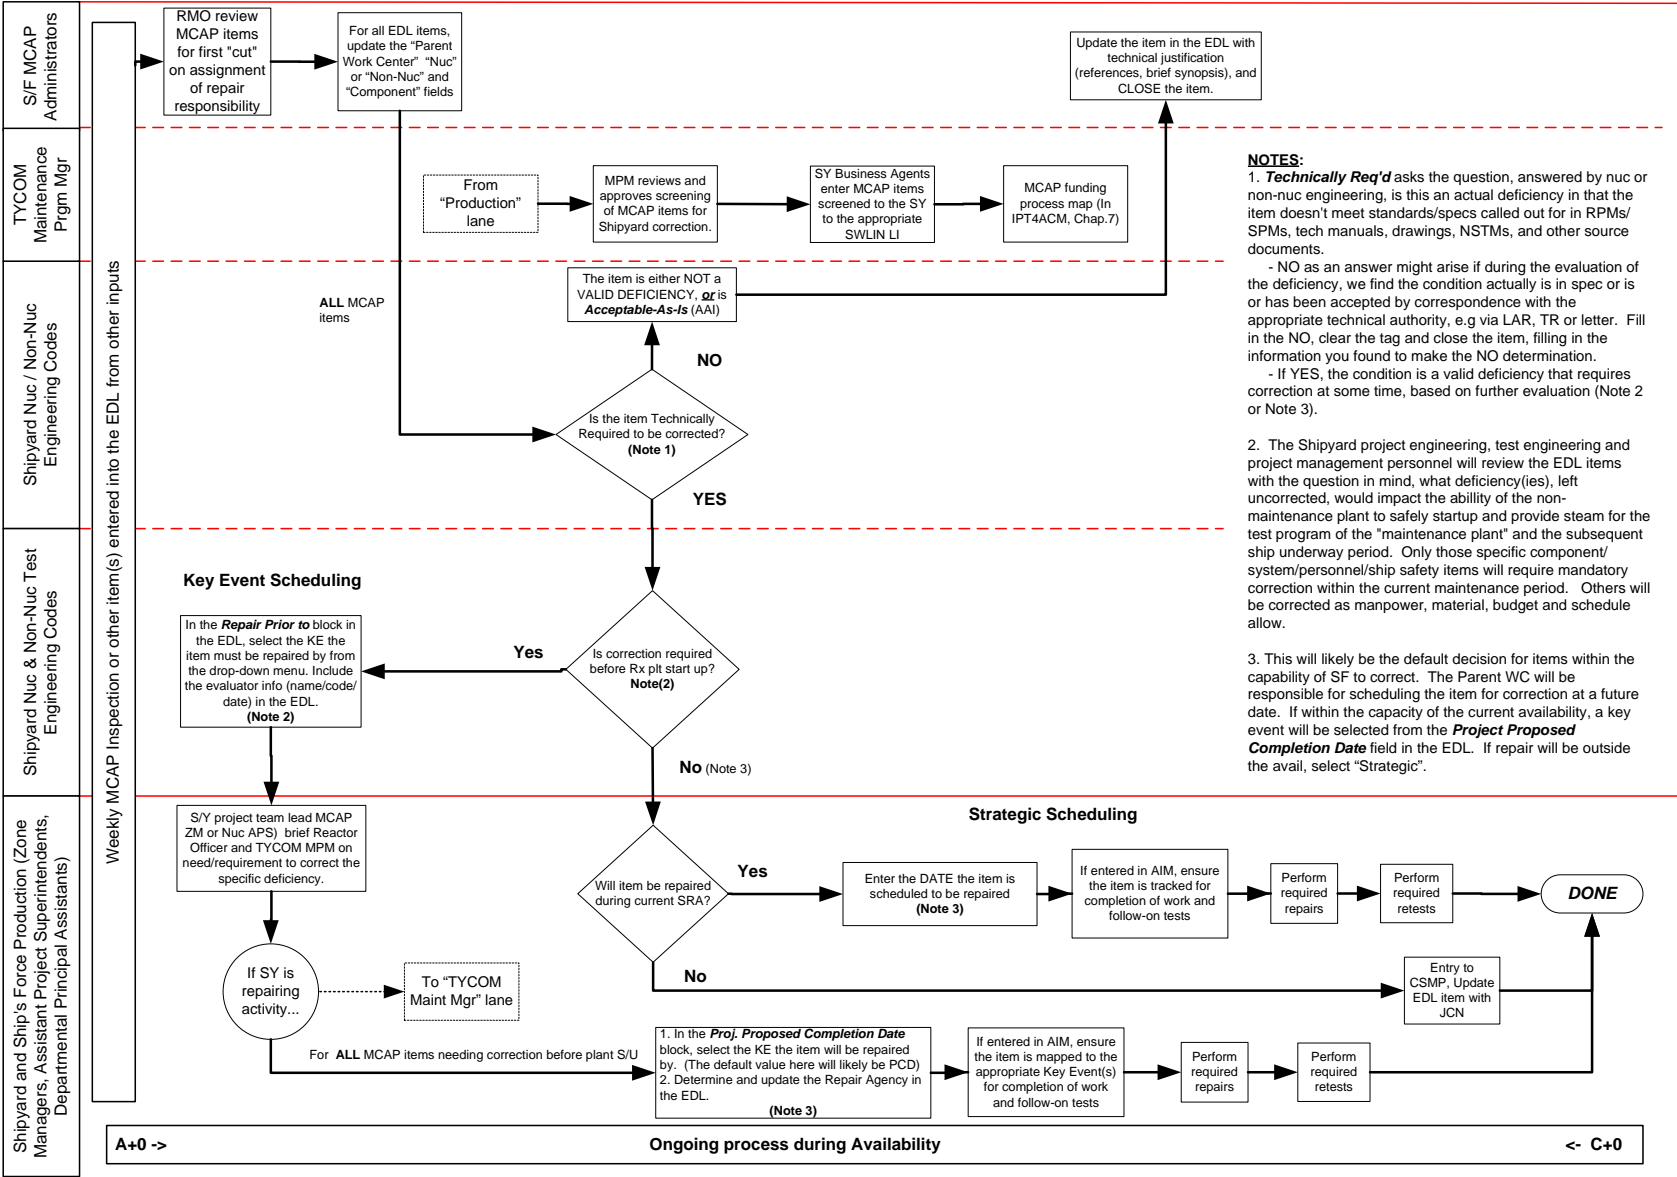 S/F MCAP
Administrators
TYCOM
Maintenance
Prgm Mgr
Shipyard Nuc / Non-Nuc
Engineering Codes
Shipyard Nuc & Non-Nuc Test
Engineering Codes
Shipyard and Ship's Force Production (Zone
Managers, Assistant Project Superintendents,
Departmental Principal Assistants)
Weekly MCAP Inspection or other item(s) entered into the EDL from other inputs
RMO review
MCAP items
for first "cut"
on assignment
of repair
responsibility
For all EDL items,
update the “Parent
Work Center” “Nuc”
or “Non-Nuc” and
“Component” fields
Update the item in the EDL with
technical justification
(references, brief synopsis), and
CLOSE the item.
From
“Production”
lane
MPM reviews and
approves screening
of MCAP items for
Shipyard correction.
SY Business Agents
enter MCAP items
screened to the SY
to the appropriate
SWLIN LI
MCAP funding
process map (In
IPT4ACM, Chap.7)
ALL MCAP
items
The item is either NOT a
VALID DEFICIENCY, or is
Acceptable-As-Is (AAI)
NO
Is the item Technically
Required to be corrected?
(Note 1)
YES
Key Event Scheduling
In the Repair Prior to block in
the EDL, select the KE the
item must be repaired by from
the drop-down menu. Include
the evaluator info (name/code/
date) in the EDL.
(Note 2)
Yes
Is correction required
before Rx plt start up?
Note(2)
No (Note 3)
S/Y project team lead MCAP
ZM or Nuc APS) brief Reactor
Officer and TYCOM MPM on
need/requirement to correct the
specific deficiency.
If SY is
repairing
activity...
To “TYCOM
Maint Mgr” lane
Strategic Scheduling
Will item be repaired
during current SRA?
Yes
Enter the DATE the item is
scheduled to be repaired
(Note 3)
If entered in AIM, ensure
the item is tracked for
completion of work and
follow-on tests
Perform
required
repairs
Perform
required
retests
DONE
No
Entry to
CSMP, Update
EDL item with
JCN
For ALL MCAP items needing correction before plant S/U
1. In the Proj. Proposed Completion Date
block, select the KE the item will be repaired
by. (The default value here will likely be PCD)
2. Determine and update the Repair Agency in
the EDL.
(Note 3)
If entered in AIM, ensure
the item is mapped to the
appropriate Key Event(s)
for completion of work
and follow-on tests
Perform
required
repairs
Perform
required
retests
NOTES:
1. Technically Req'd asks the question, answered by nuc or
non-nuc engineering, is this an actual deficiency in that the
item doesn't meet standards/specs called out for in RPMs/
SPMs, tech manuals, drawings, NSTMs, and other source
documents.
- NO as an answer might arise if during the evaluation of
the deficiency, we find the condition actually is in spec or is
or has been accepted by correspondence with the
appropriate technical authority, e.g via LAR, TR or letter. Fill
in the NO, clear the tag and close the item, filling in the
information you found to make the NO determination.
- If YES, the condition is a valid deficiency that requires
correction at some time, based on further evaluation (Note 2
or Note 3).
2. The Shipyard project engineering, test engineering and
project management personnel will review the EDL items
with the question in mind, what deficiency(ies), left
uncorrected, would impact the abillity of the non-
maintenance plant to safely startup and provide steam for the
test program of the "maintenance plant" and the subsequent
ship underway period. Only those specific component/
system/personnel/ship safety items will require mandatory
correction within the current maintenance period. Others will
be corrected as manpower, material, budget and schedule
allow.
3. This will likely be the default decision for items within the
capability of SF to correct. The Parent WC will be
responsible for scheduling the item for correction at a future
date. If within the capacity of the current availability, a key
event will be selected from the Project Proposed
Completion Date field in the EDL. If repair will be outside
the avail, select “Strategic”.
A+0 ->
Ongoing process during Availability
<- C+0